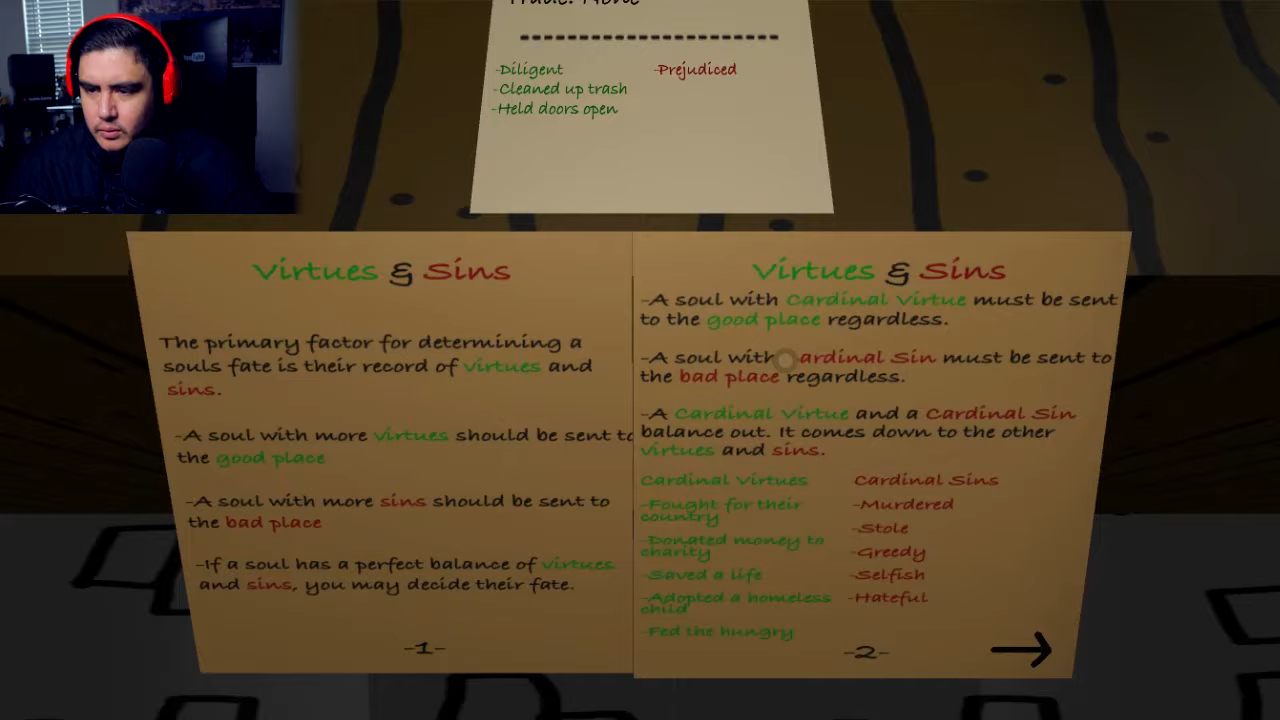 Trade: None
-Diligent -Prejudiced
-Cleaned up trash
-Held doors open
Virtues & Sins
The primary factor for determining a
souls fate is their record of virtues and
sins.
-A soul with more virtues should be sent to
the good place
-A soul with more sins should be sent to
the bad place
-If a soul has a perfect balance of virtues
and sins, you may decide their fate.
-1-
Virtues & Sins
-A soul with Cardinal Virtue must be sent
to the good place regardless.
-A soul with Cardinal Sin must be sent to
the bad place regardless.
-A Cardinal Virtue and a Cardinal Sin
balance out. It comes down to the other
virtues and sins.
Cardinal Virtues
-Fought for their
country
-Donated money to
charity
-Saved a life
-Adopted a homeless
child
-Fed the hungry
Cardinal Sins
-Murdered
-Stole
-Greedy
-Selfish
-Hateful
-2-